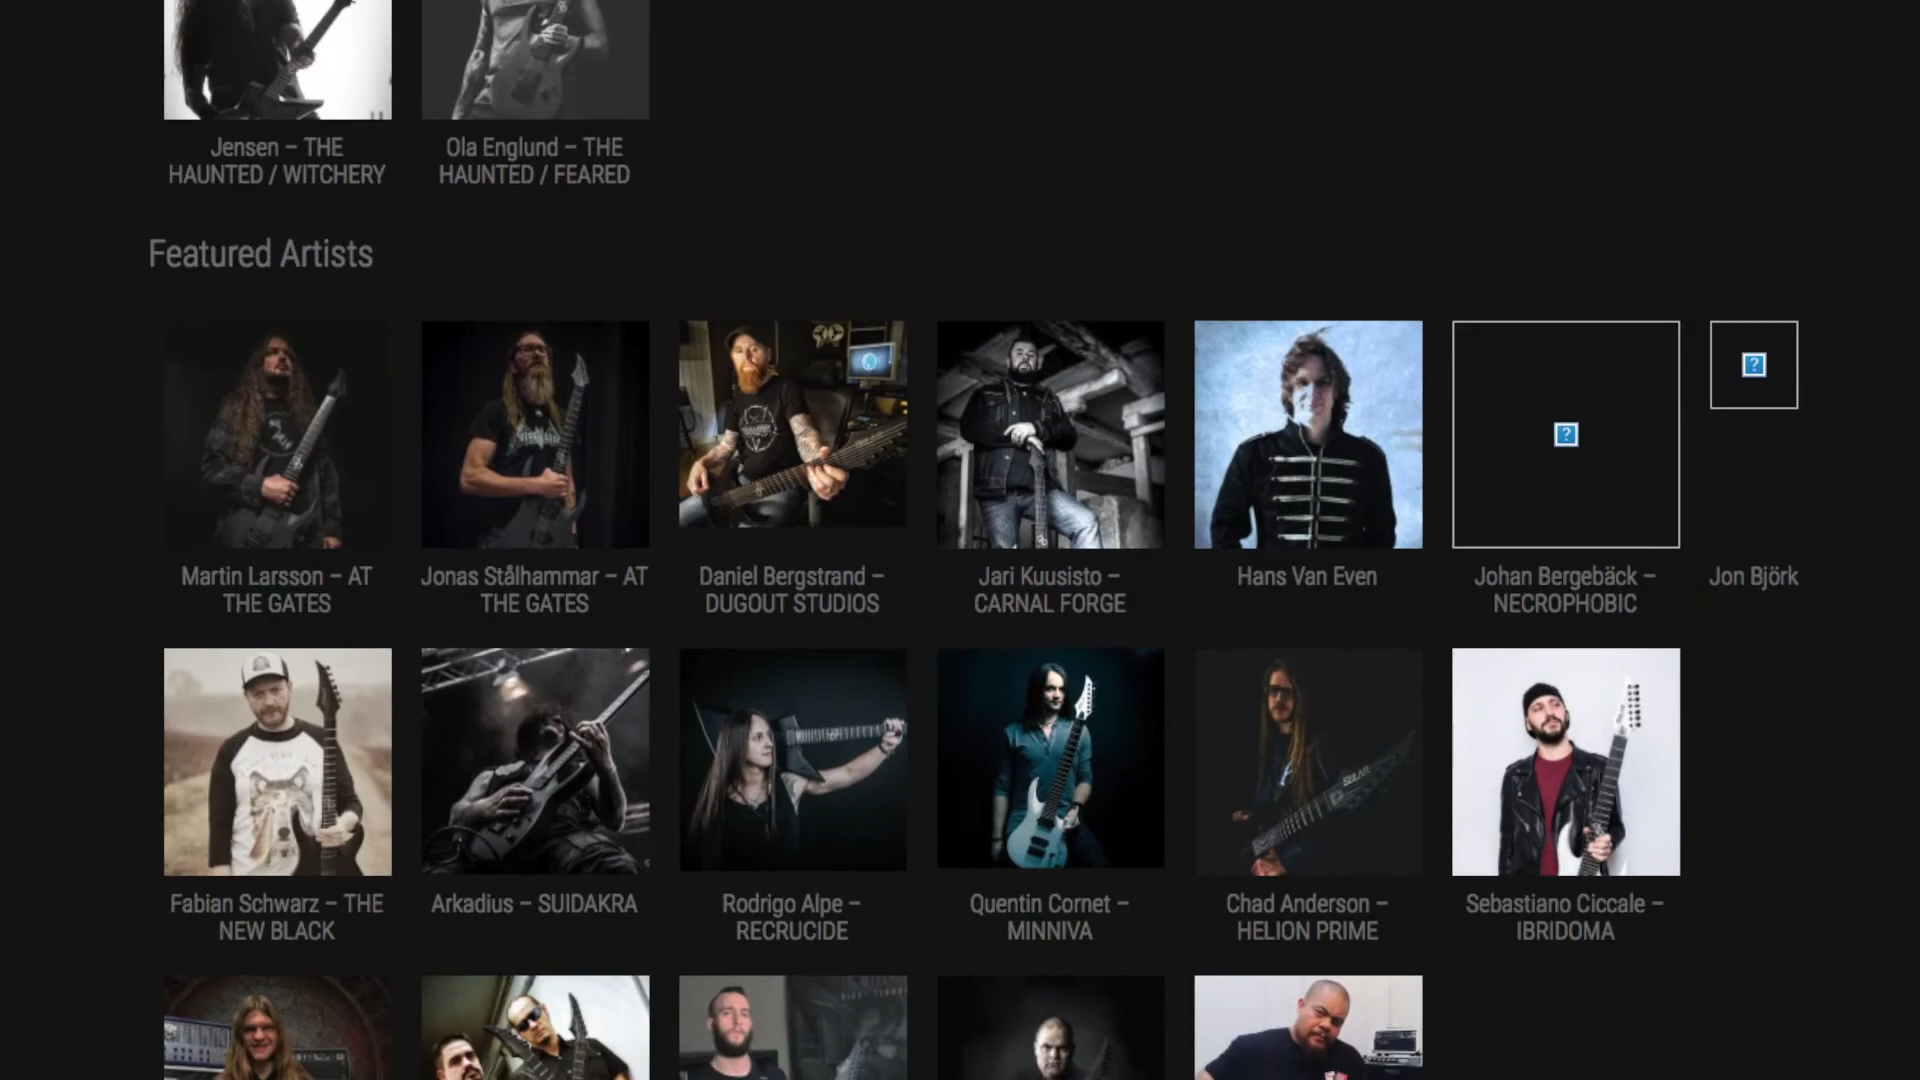 Jensen – THE
HAUNTED / WITCHERY
Ola Englund – THE
HAUNTED / FEARED
Featured Artists
Martin Larsson – AT
THE GATES
Jonas Stålhammar – AT
THE GATES
Daniel Bergstrand –
DUGOUT STUDIOS
Jari Kuusisto –
CARNAL FORGE
Hans Van Even
?
Johan Bergebäck –
NECROPHOBIC
?
Jon Björk
Fabian Schwarz – THE
NEW BLACK
Arkadius – SUIDAKRA
Rodrigo Alpe –
RECRUCIDE
Quentin Cornet –
MINNIVA
SOLAR
Chad Anderson –
HELION PRIME
Sebastiano Ciccale –
IBRIDOMA